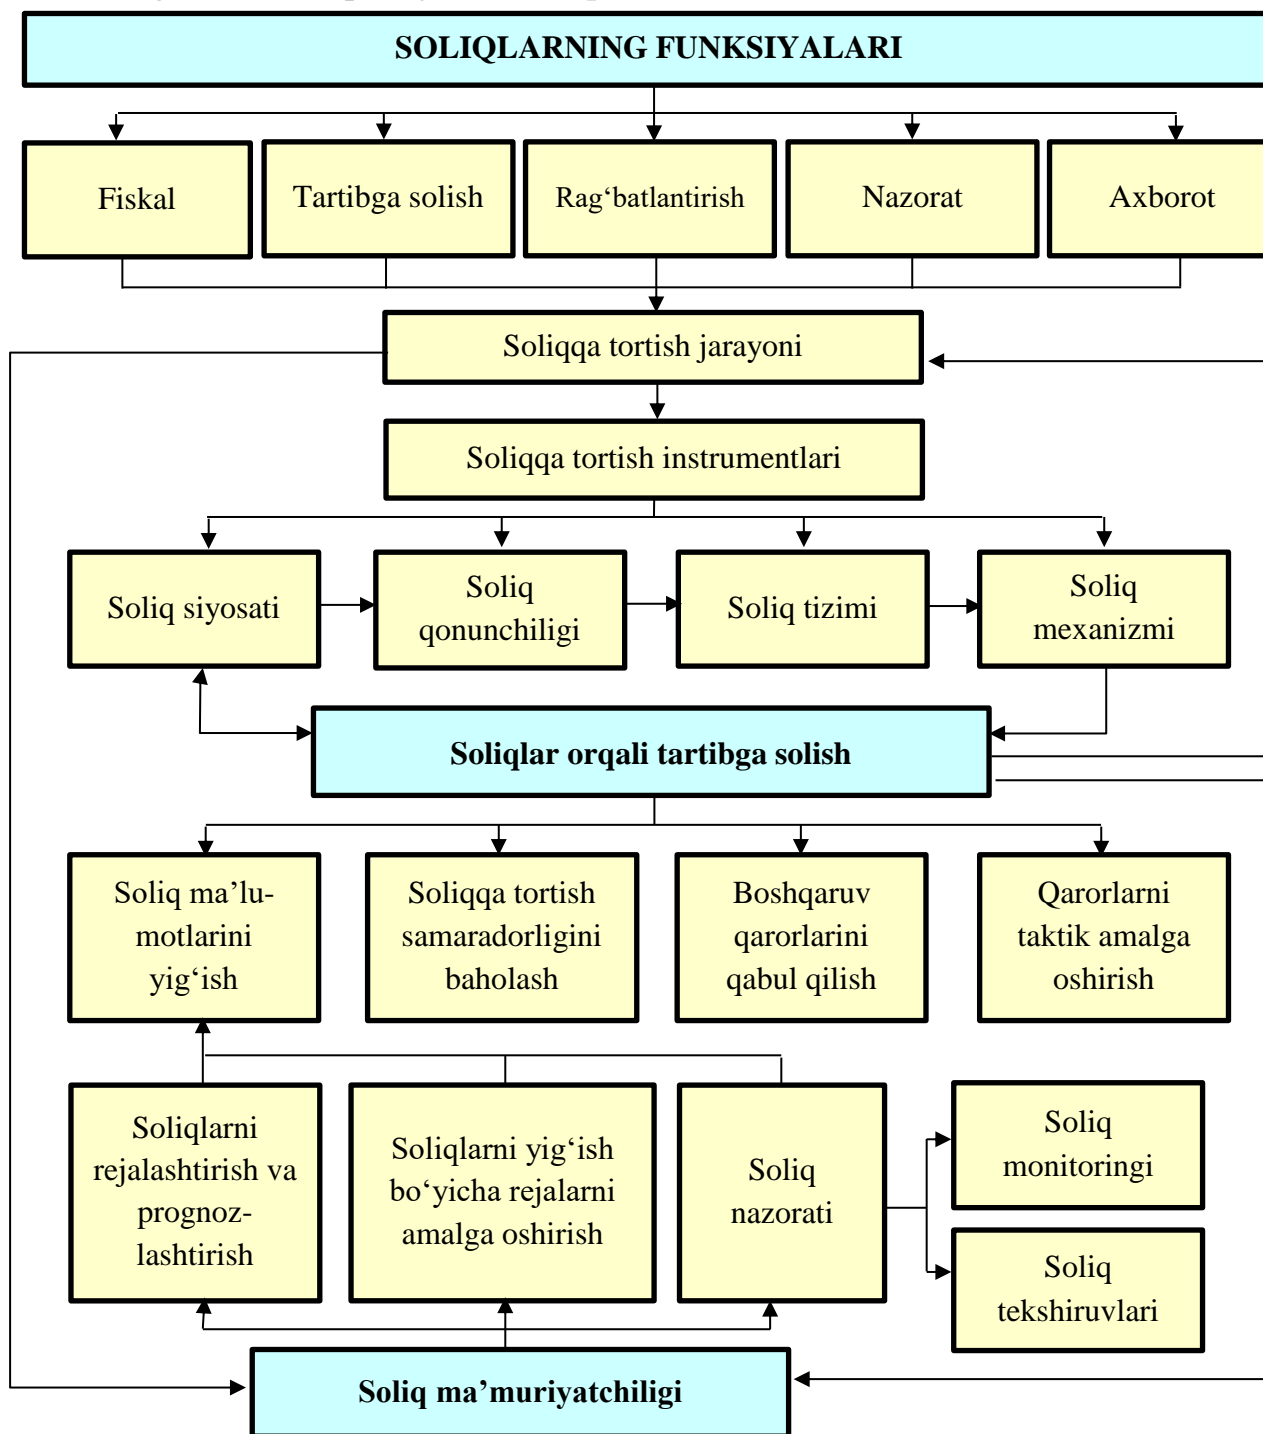 SOLIQLARNING FUNKSIYALARI
Fiskal
Tartibga solish
Rag‘batlantirish
Nazorat
Axborot
Soliqqa tortish jarayoni
Soliqqa tortish instrumentlari
Soliq siyosati
Soliq
qonunchiligi
Soliq tizimi
Soliq
mexanizmi
Soliqlar orqali tartibga solish
Soliq ma’lu-
motlarini
yig‘ish
Soliqqa tortish
samaradorligini
baholash
Boshqaruv
qarorlarini
qabul qilish
Qarorlarni
taktik amalga
oshirish
Soliqlarni
rejalashtirish va
prognoz-
lashtirish
Soliqlarni yig‘ish
bo‘yicha rejalarni
amalga oshirish
Soliq
nazorati
Soliq
monitoringi
Soliq
tekshiruvlari
Soliq ma’muriyatchiligi